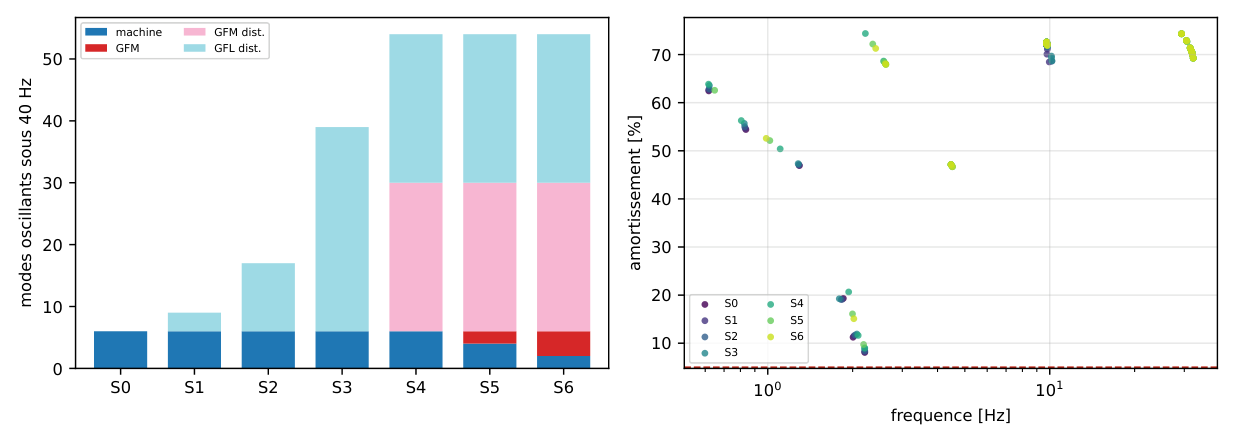 modes oscillants sous 40 Hz
50
40
30
20
10
0
machine
GFM
GFM dist.
GFL dist.
S0 S1 S2 S3 S4 S5 S6
amortissement [%]
70
60
50
40
30
20
10
S0
S1
S2
S3
S4
S5
S6
10⁰ 10¹
frequence [Hz]